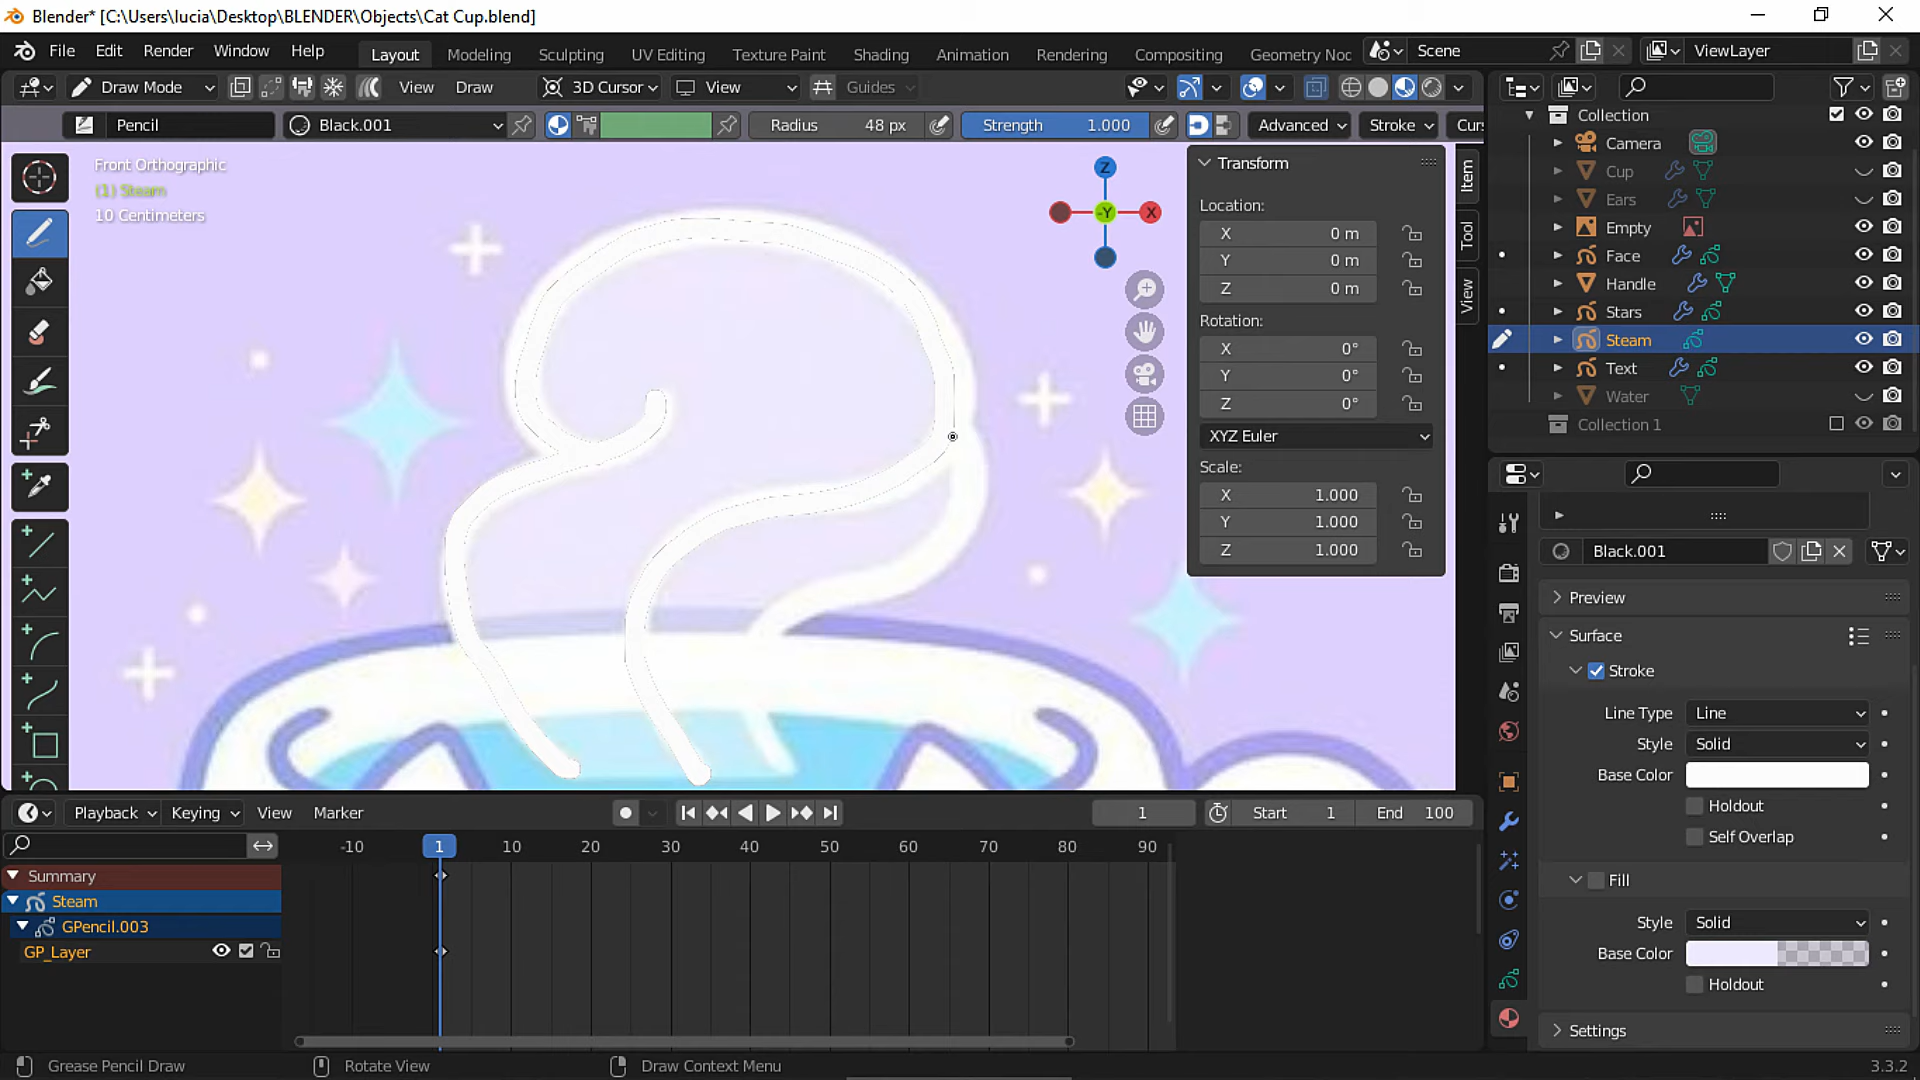 Blender* [C:\Users\lucia\Desktop\BLENDER\Objects\Cat Cup.blend]
File Edit Render Window Help Layout Modeling Sculpting UV Editing Texture Paint Shading Animation Rendering Compositing Geometry Noc Scene ViewLayer
Draw Mode View Draw 3D Cursor View Guides
Pencil Black.001 Radius 48 px Strength 1.000 Advanced Stroke Curs
Front Orthographic
(1) Steam
10 Centimeters
Z
-Y
X
Transform
Location:
X 0 m
Y 0 m
Z 0 m
Rotation:
X 0°
Y 0°
Z 0°
XYZ Euler
Scale:
X 1.000
Y 1.000
Z 1.000
Item
Tool
View
Collection
Camera
Cup
Ears
Empty
Face
Handle
Stars
Steam
Text
Water
Collection 1
Black.001
Preview
Surface
Stroke
Line Type Line
Style Solid
Base Color
Holdout
Self Overlap
Fill
Style Solid
Base Color
Holdout
Settings
Playback Keying View Marker 1 Start 1 End 100
-10 1 10 20 30 40 50 60 70 80 90
Summary
Steam
GPencil.003
GP_Layer
Grease Pencil Draw Rotate View Draw Context Menu 3.3.2